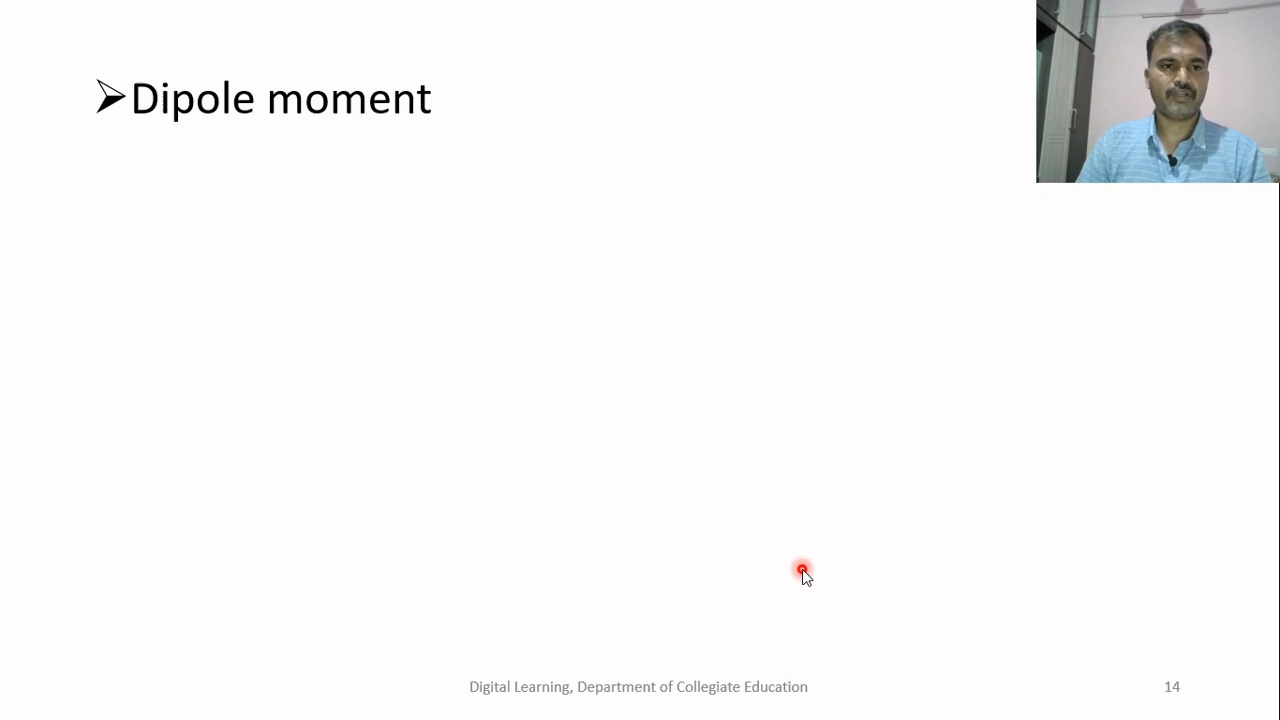 ➢Dipole moment
Digital Learning, Department of Collegiate Education
14